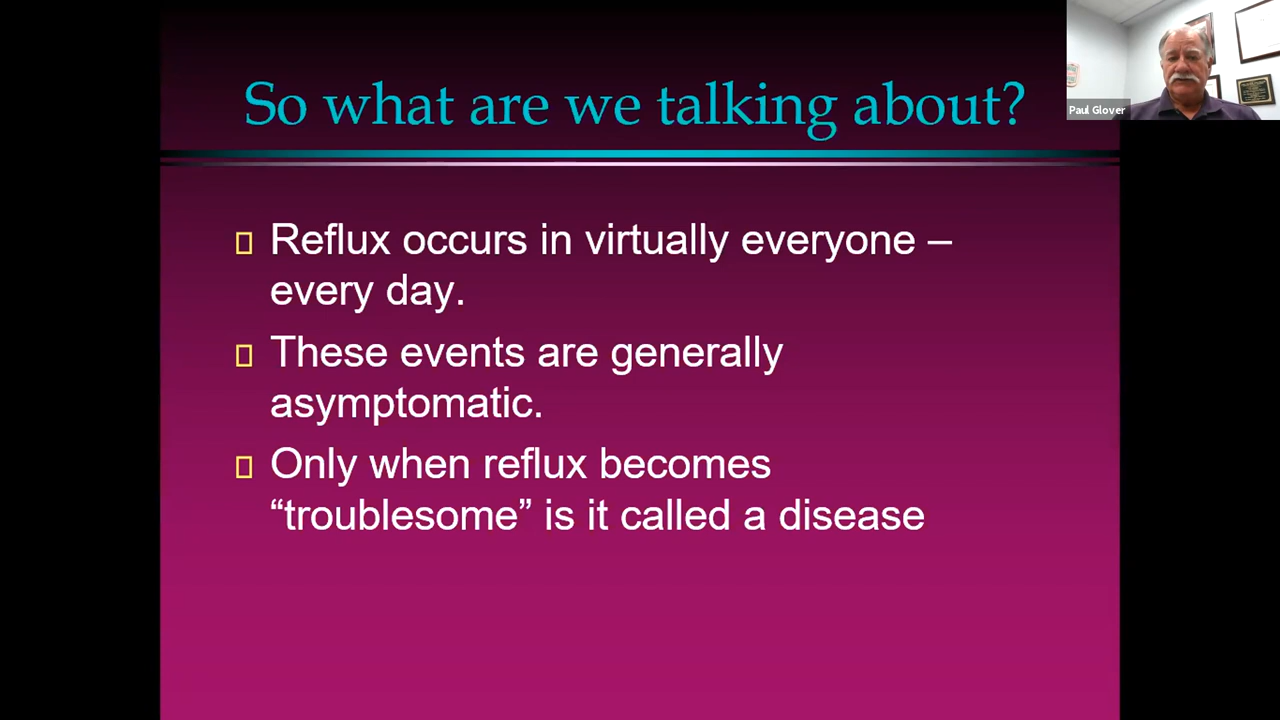 So what are we talking about?
Paul Glover
Reflux occurs in virtually everyone –
every day.
These events are generally
asymptomatic.
Only when reflux becomes
“troublesome” is it called a disease